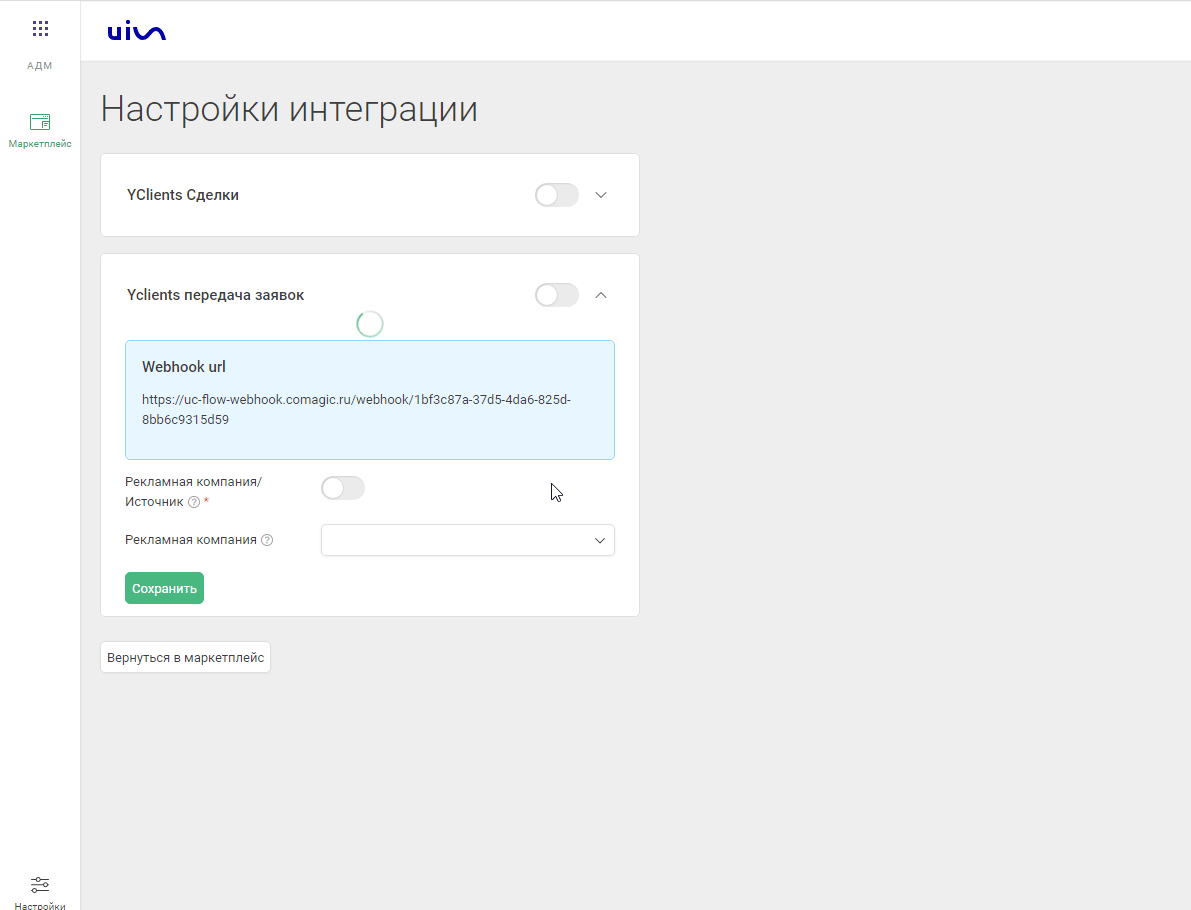 uis
АДМ
Маркетплейс
Настройки интеграции
YClients Сделки
Yclients передача заявок
Webhook url
https://uc-flow-webhook.comagic.ru/webhook/1bf3c87a-37d5-4da6-825d-
8bb6c9315d59
Рекламная компания/
Источник ? *
Рекламная компания ?
Сохранить
Вернуться в маркетплейс
Настройки